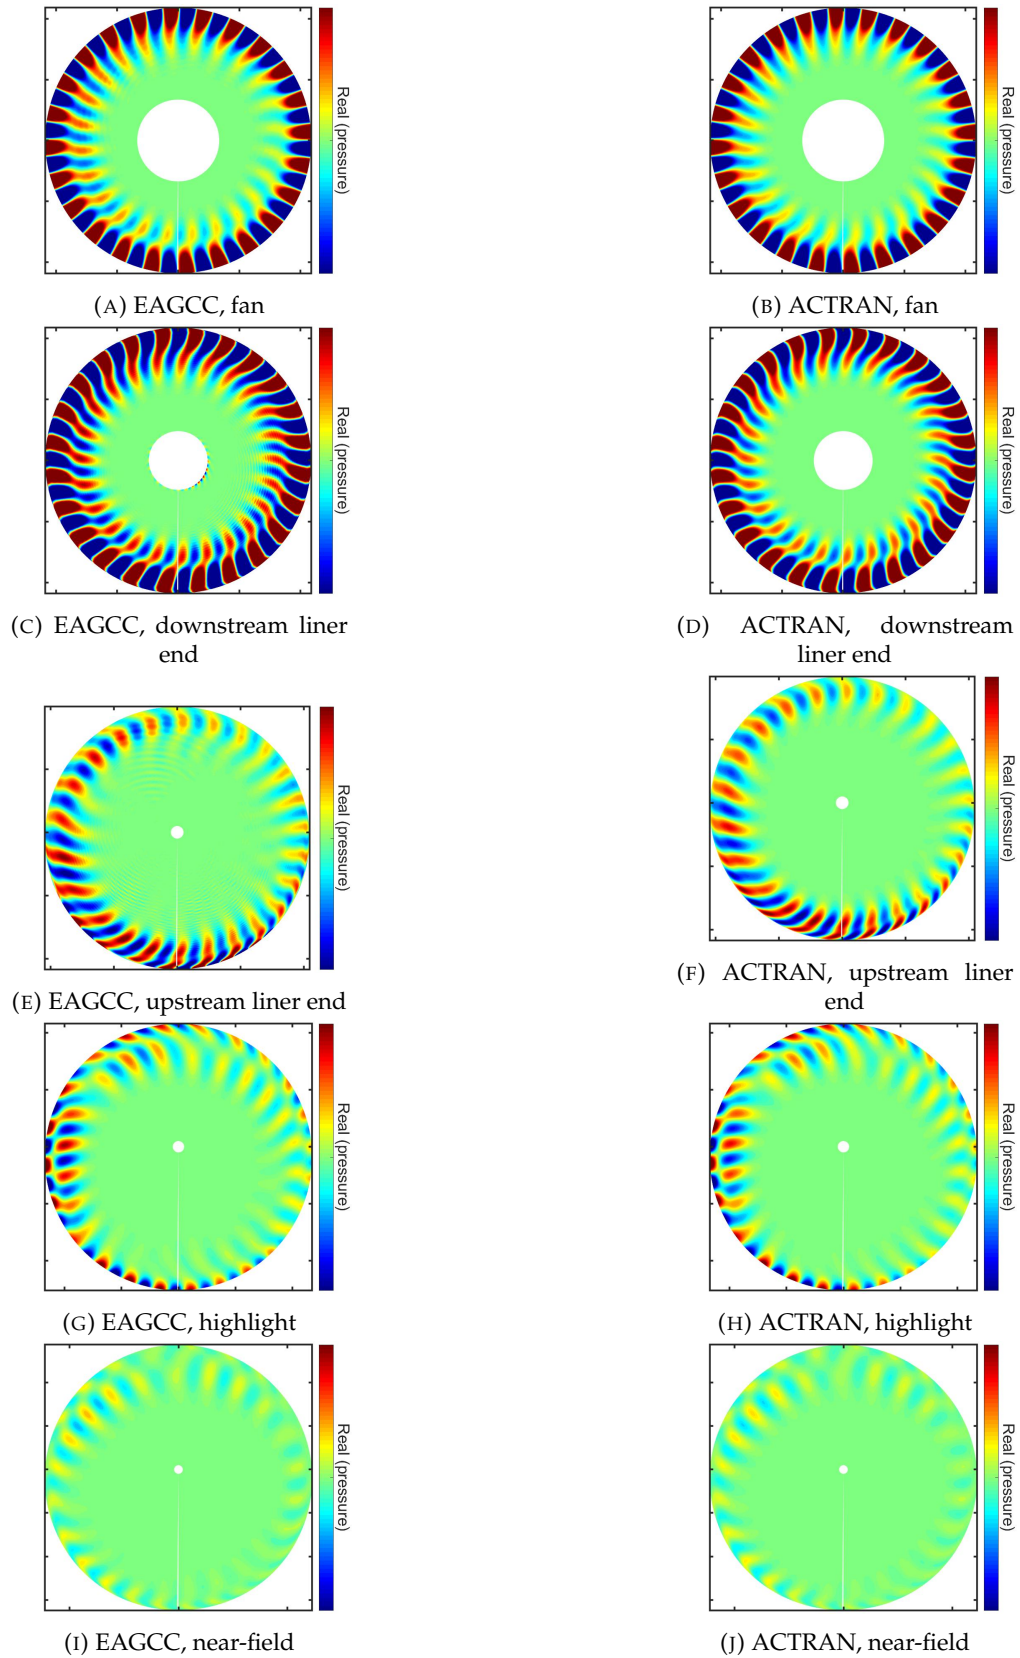 Real (pressure)
Real (pressure)
(A) EAGCC, fan
(B) ACTRAN, fan
Real (pressure)
Real (pressure)
(C) EAGCC, downstream liner
end
(D) ACTRAN, downstream
liner end
Real (pressure)
Real (pressure)
(E) EAGCC, upstream liner end
(F) ACTRAN, upstream liner
end
Real (pressure)
Real (pressure)
(G) EAGCC, highlight
(H) ACTRAN, highlight
Real (pressure)
Real (pressure)
(I) EAGCC, near-field
(J) ACTRAN, near-field